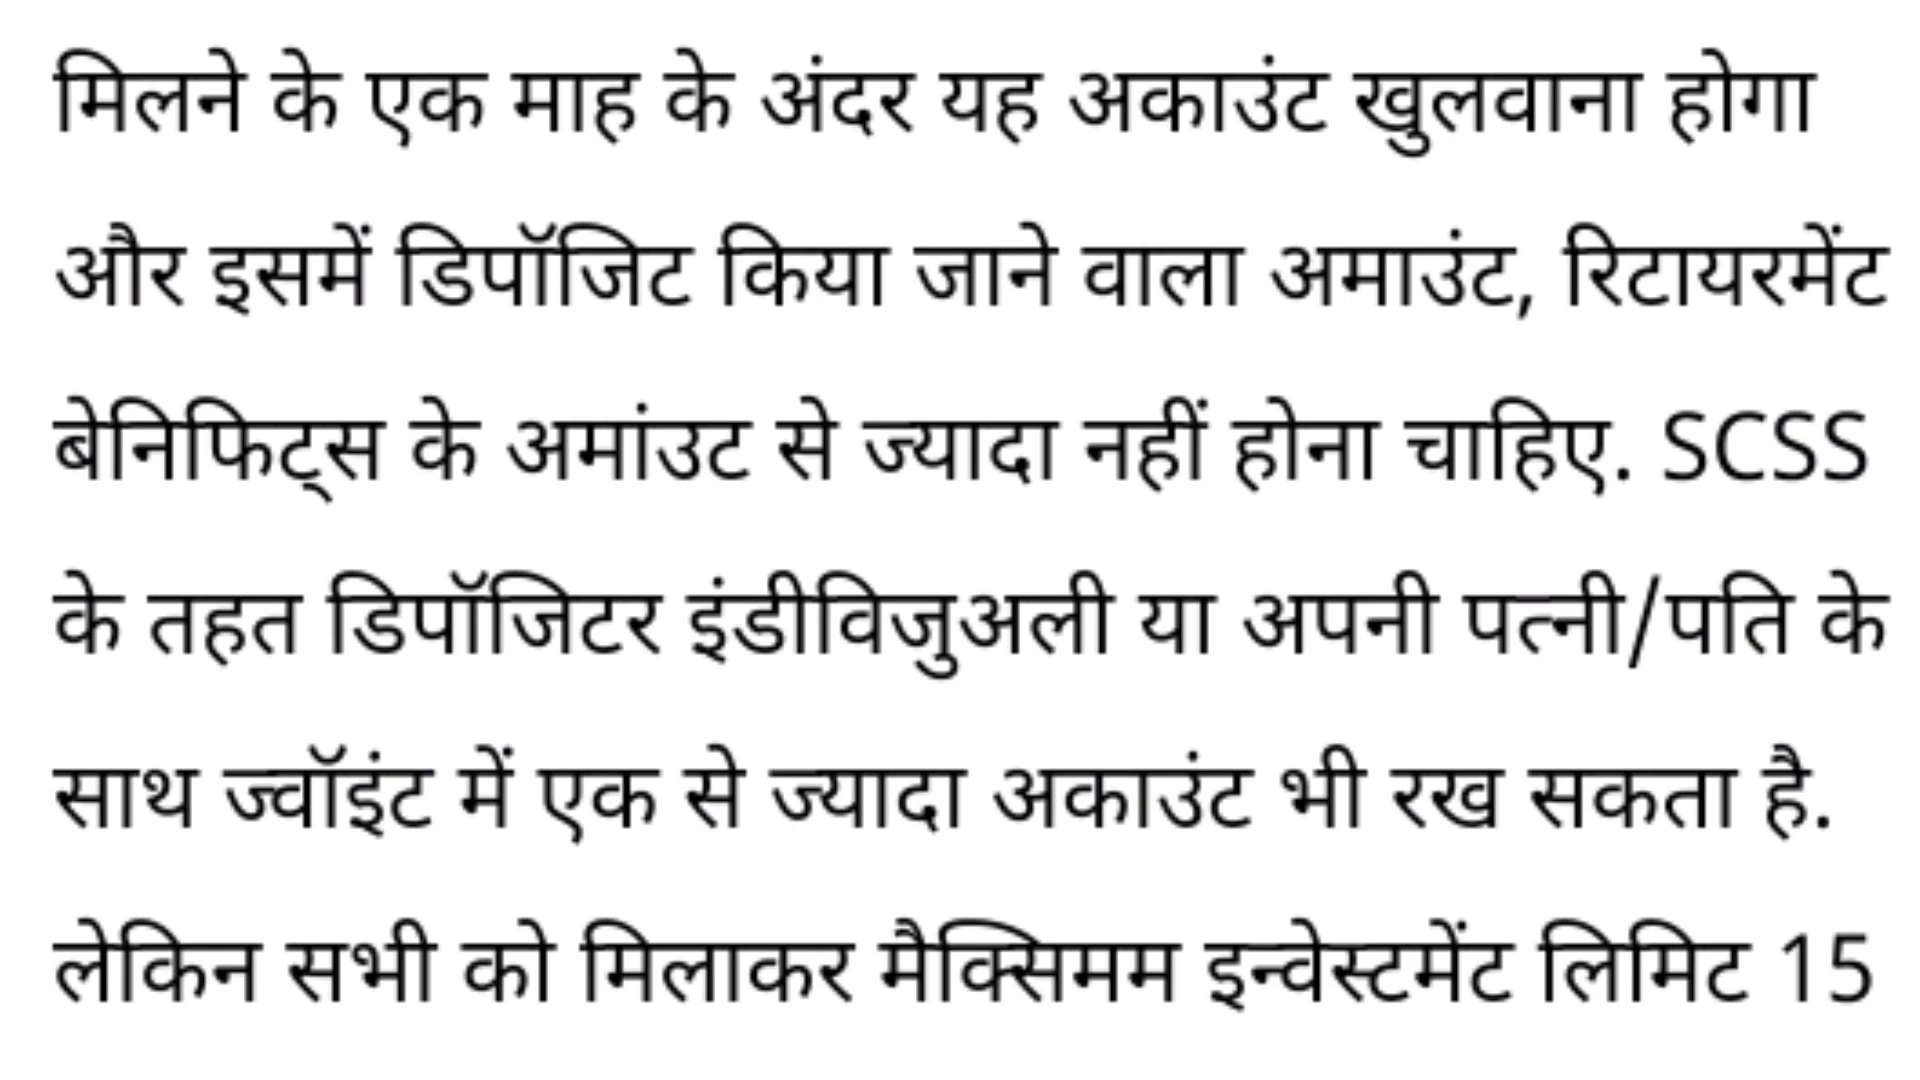 मिलने के एक माह के अंदर यह अकाउंट खुलवाना होगा
और इसमें डिपॉजिट किया जाने वाला अमाउंट, रिटायरमेंट
बेनिफिट्स के अमांउट से ज्यादा नहीं होना चाहिए. SCSS
के तहत डिपॉजिटर इंडीविजुअली या अपनी पत्नी/पति के
साथ ज्वॉइंट में एक से ज्यादा अकाउंट भी रख सकता है.
लेकिन सभी को मिलाकर मैक्सिमम इन्वेस्टमेंट लिमिट 15